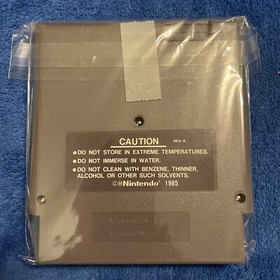 CAUTION REV-A
●DO NOT STORE IN EXTREME TEMPERATURES.
●DO NOT IMMERSE IN WATER.
●DO NOT CLEAN WITH BENZENE, THINNER,
ALCOHOL OR OTHER SUCH SOLVENTS.
©®Nintendo® 1985